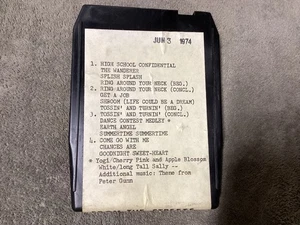 JUN 3 1974
1. HIGH SCHOOL CONFIDENTIAL
THE WANDERER
SPLISH SPLASH
RING AROUND YOUR NECK (BEG.)
2. RING AROUND YOUR NECK (CONCL.)
GET A JOB
SHBOOM (LIFE COULD BE A DREAM)
TOSSIN' AND TURNIN' (BEG.)
3. TOSSIN' AND TURNIN' (CONCL.)
DANCE CONTEST MEDLEY *
EARTH ANGEL
SUMMERTIME SUMMERTIME
4. COME GO WITH ME
CHANCES ARE
GOODNIGHT SWEET-HEART
* Yogi/Cherry Pink and Apple Blossom
White/long Tall Sally --
Additional music: Theme from
Peter Gunn